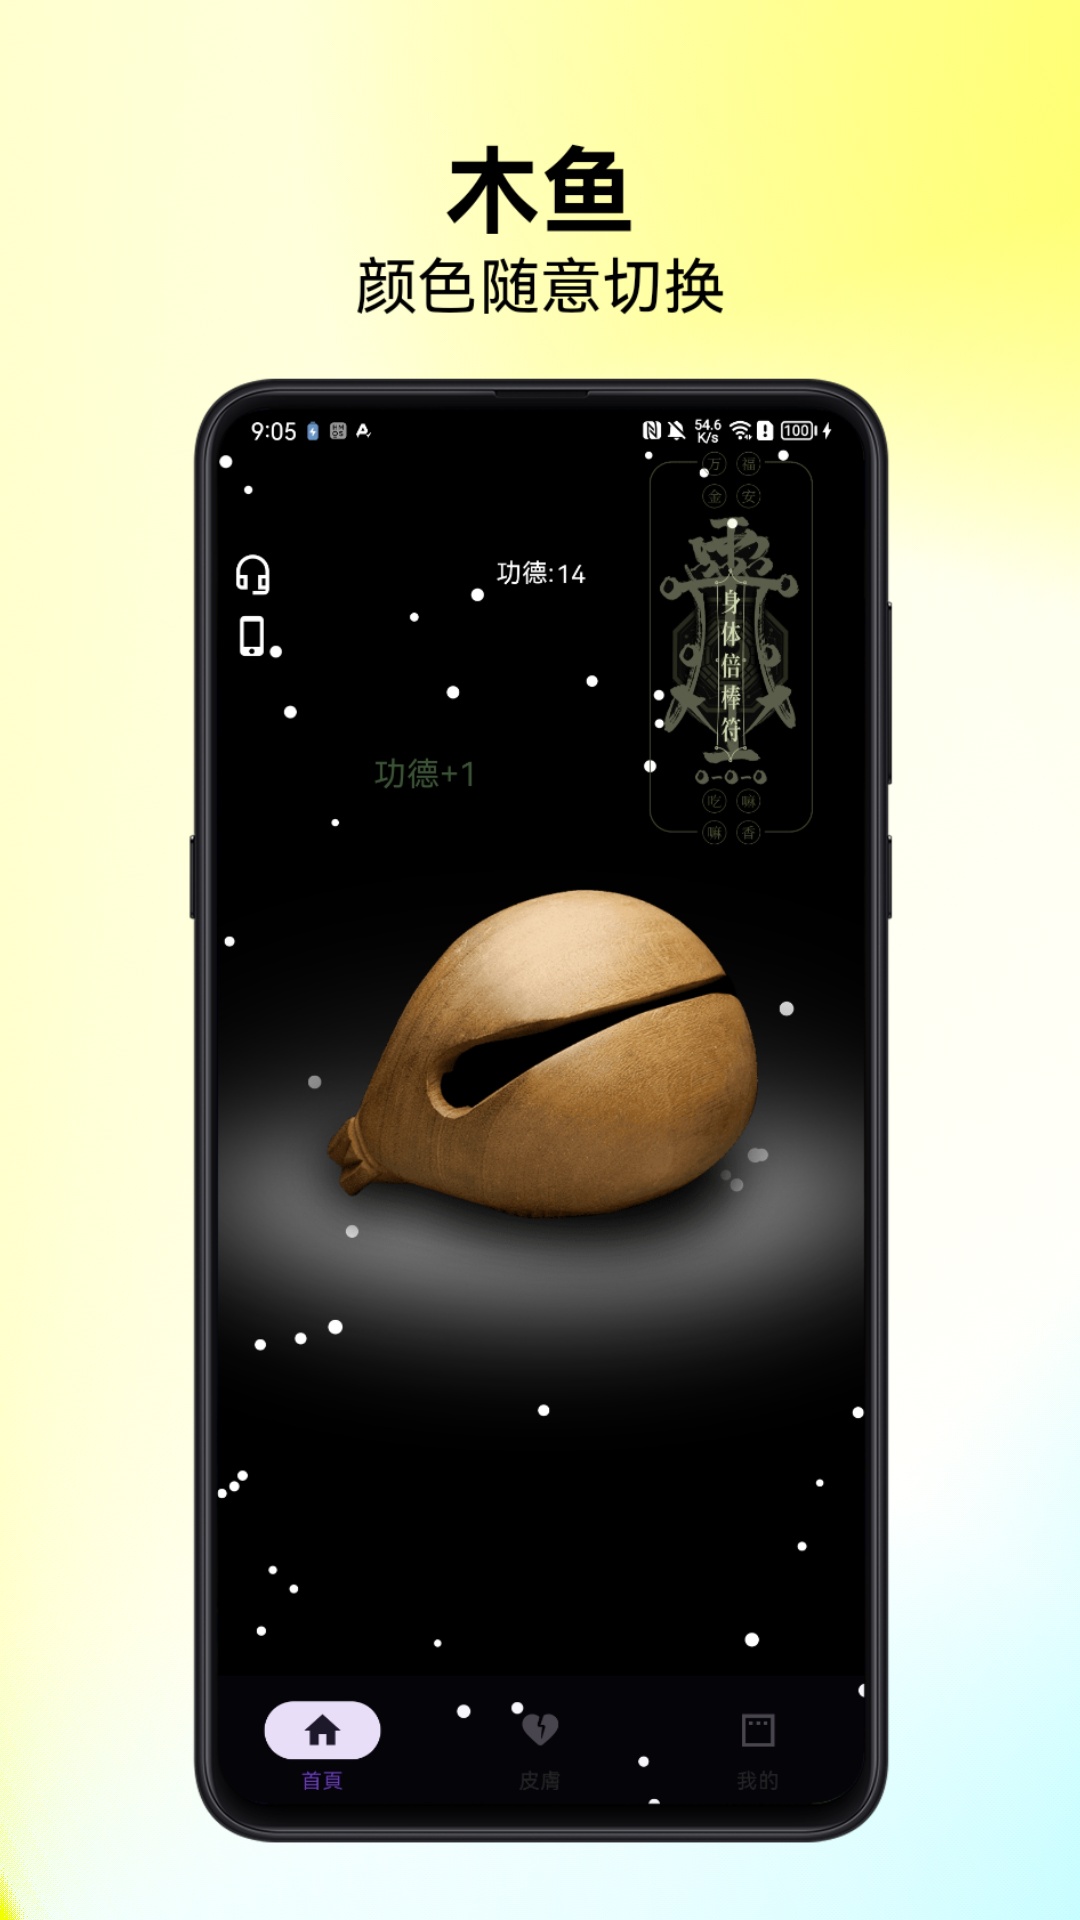 木鱼
颜色随意切换
9:05
54.6
K/s
100
万 福
金 安
功德:14
靈
身体倍棒符
功德+1
吃 嘛
嘛 香
首頁
皮膚
我的